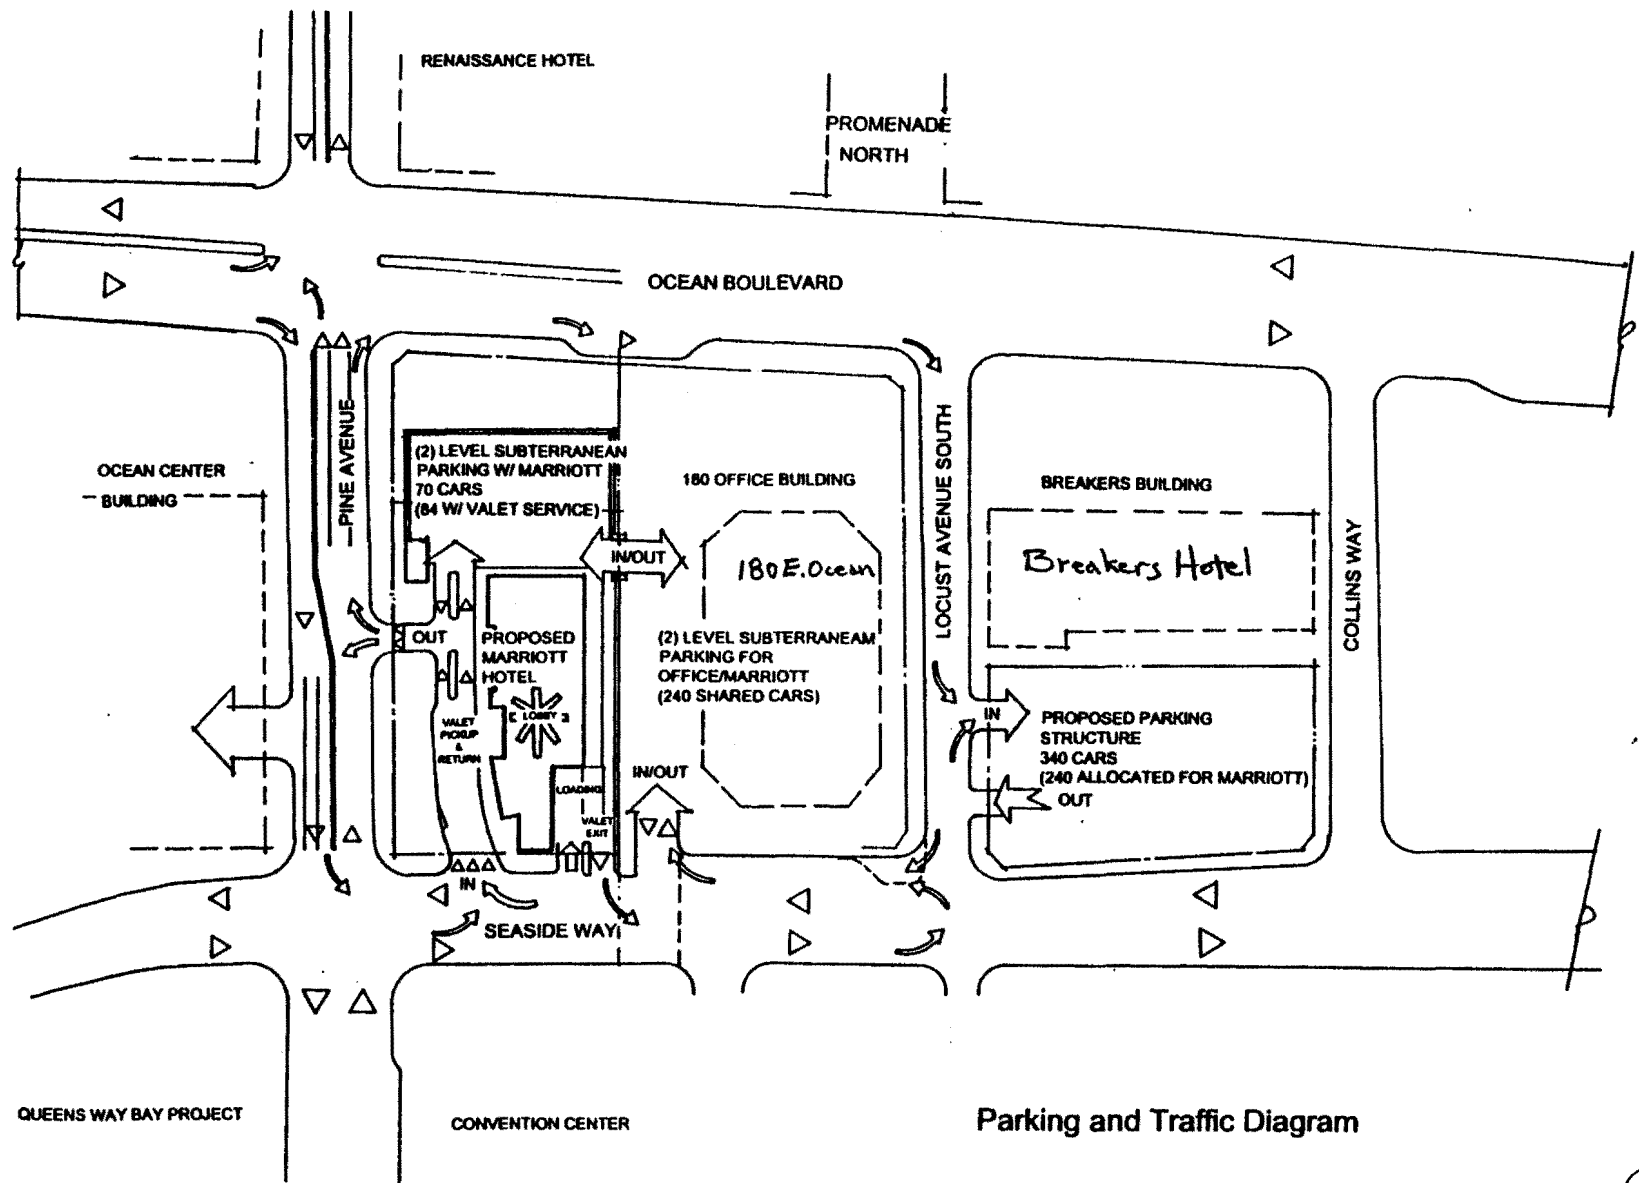 RENAISSANCE HOTEL
PROMENADE
NORTH
OCEAN BOULEVARD
PINE AVENUE
(2) LEVEL SUBTERRANEAN
PARKING W/ MARRIOTT
70 CARS
(84 W/ VALET SERVICE)
OCEAN CENTER
BUILDING
180 OFFICE BUILDING
LOCUST AVENUE SOUTH
BREAKERS BUILDING
COLLINS WAY
IN/OUT
180 E. Ocean
Breakers Hotel
OUT
PROPOSED
MARRIOTT
HOTEL
(2) LEVEL SUBTERRANEAM
PARKING FOR
OFFICE/MARRIOTT
(240 SHARED CARS)
LOBBY
VALET
PICKUP
&
RETURN
IN
PROPOSED PARKING
STRUCTURE
340 CARS
(240 ALLOCATED FOR MARRIOTT)
OUT
IN/OUT
LOADING
VALET
EXIT
IN
SEASIDE WAY
QUEENS WAY BAY PROJECT
CONVENTION CENTER
Parking and Traffic Diagram